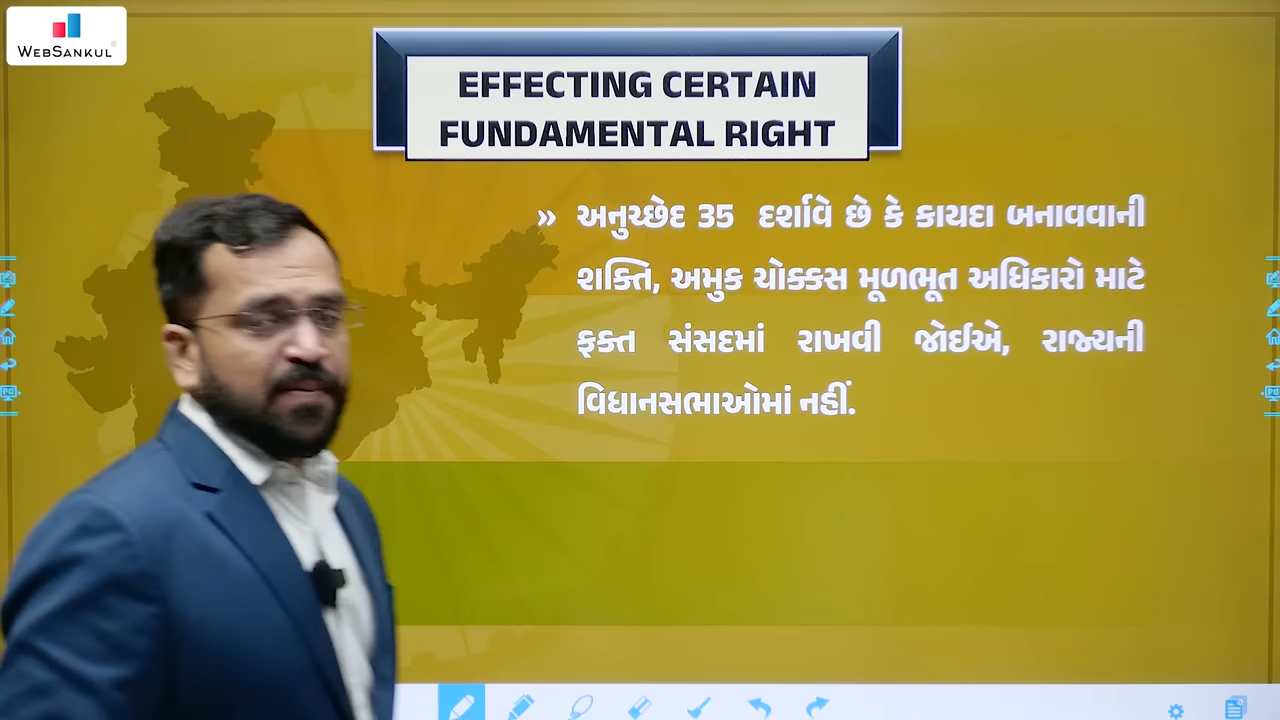 WEBSANKUL
EFFECTING CERTAIN
FUNDAMENTAL RIGHT
» અનુચ્છેદ 35 દર્શાવે છે કે કાયદા બનાવવાની
શક્તિ, અમુક ચોક્કસ મૂળભૂત અધિકારો માટે
ફક્ત સંસદમાં રાખવી જોઈએ, રાજ્યની
વિધાનસભાઓમાં નહીં.